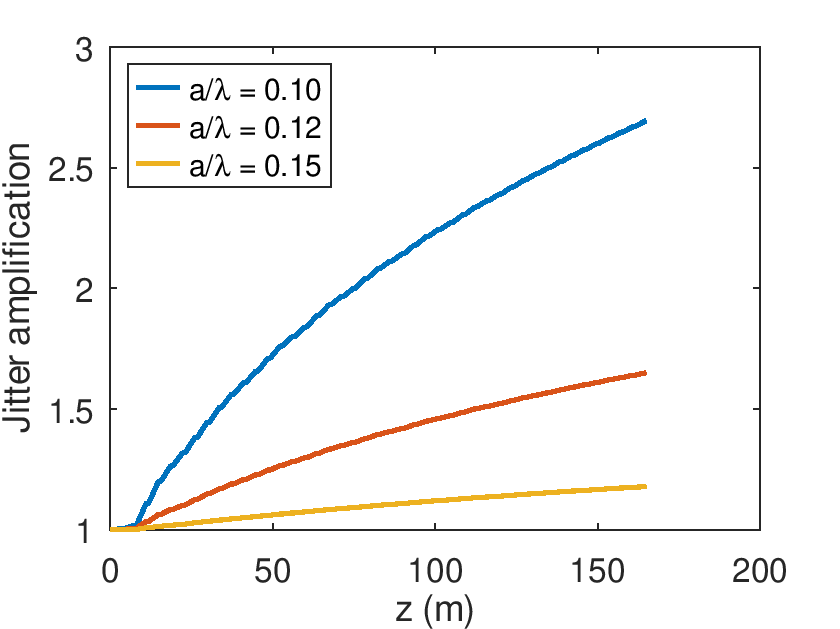 3
2.5
2
1.5
1
Jitter amplification
a/λ = 0.10
a/λ = 0.12
a/λ = 0.15
0 50 100 150 200
z (m)